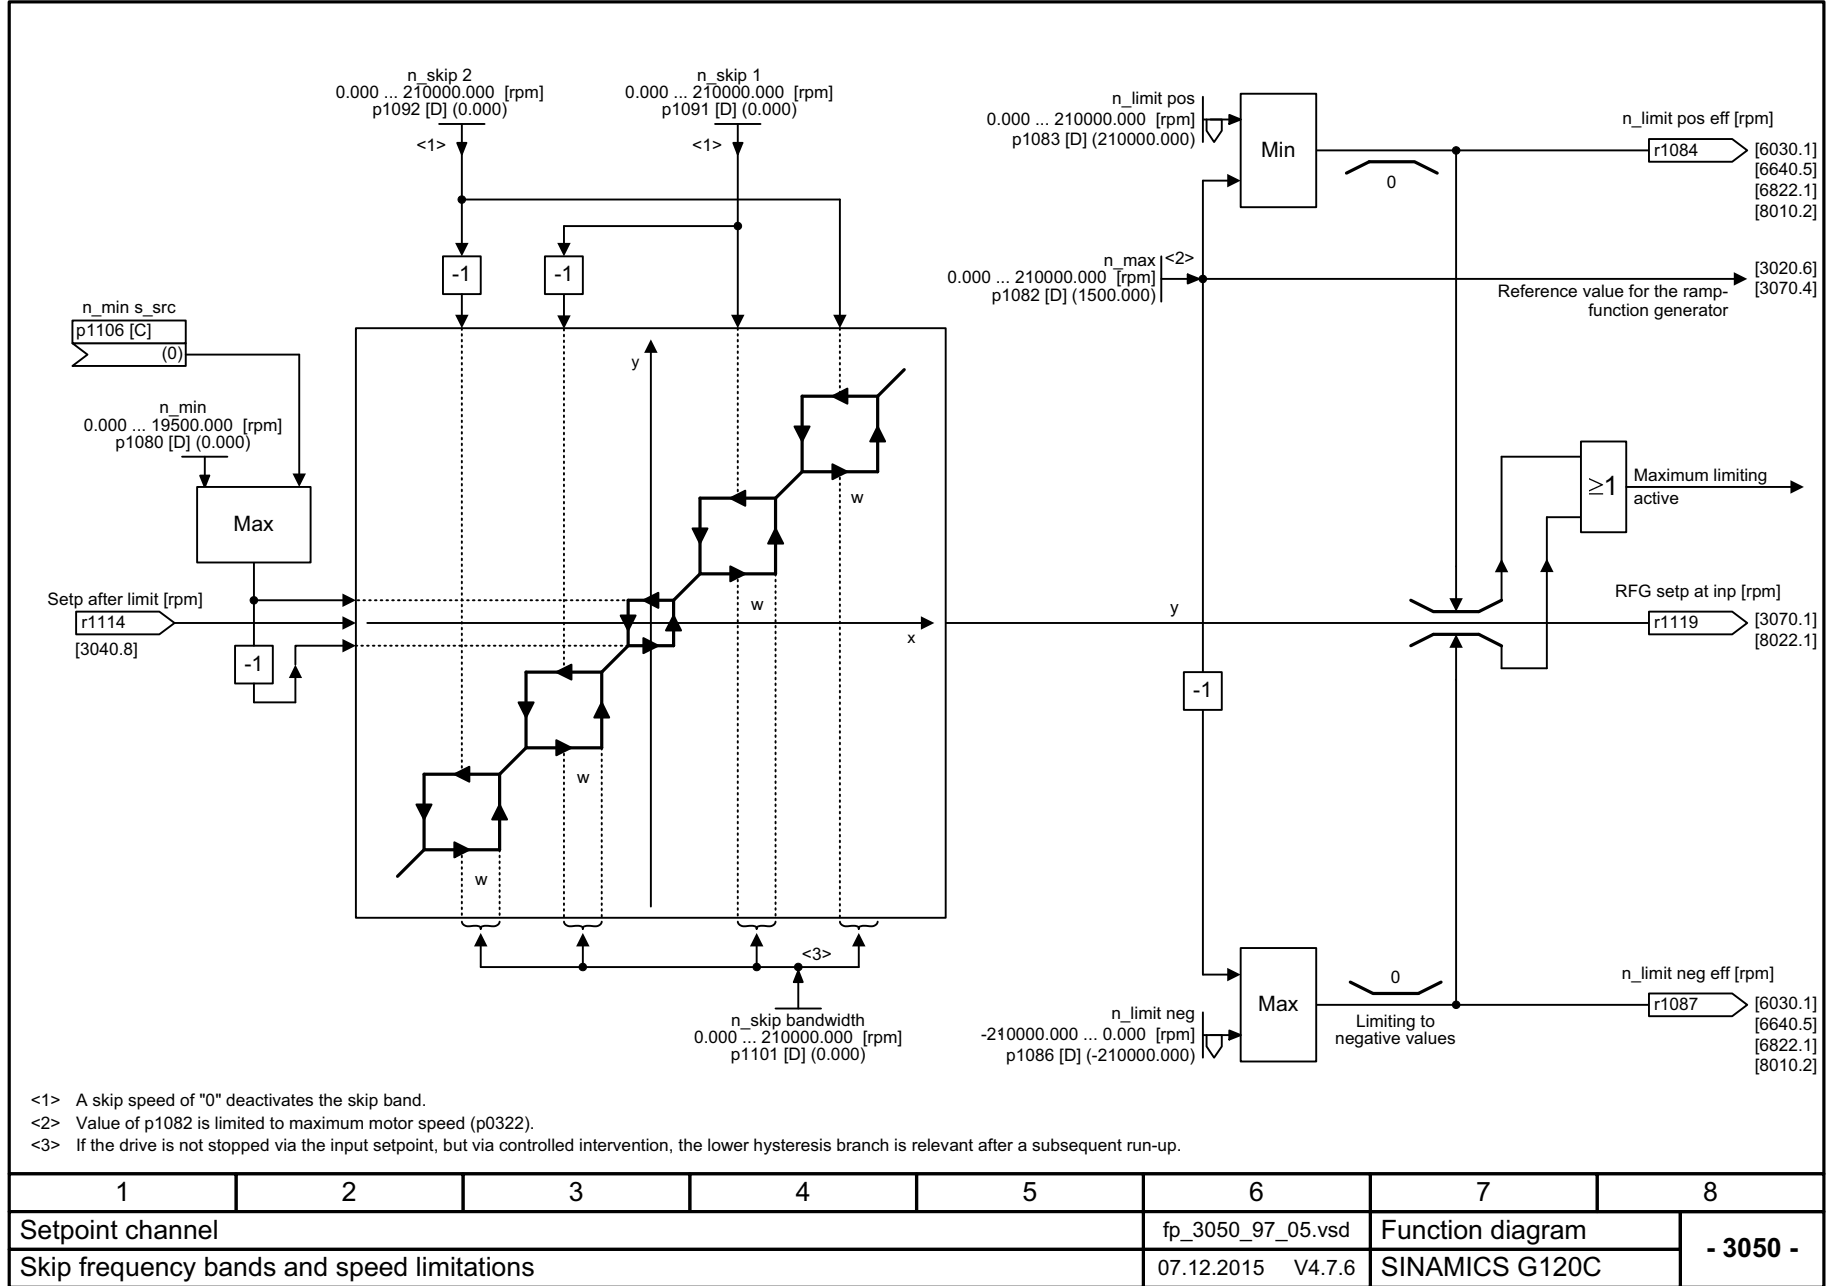 n_skip 2
0.000 ... 210000.000 [rpm]
p1092 [D] (0.000)
<1>
n_skip 1
0.000 ... 210000.000 [rpm]
p1091 [D] (0.000)
<1>
-1
-1
n_min s_src
p1106 [C]
(0)
n_min
0.000 ... 19500.000 [rpm]
p1080 [D] (0.000)
Max
Setp after limit [rpm]
r1114
[3040.8]
-1
y
x
w
w
w
w
<3>
n_skip bandwidth
0.000 ... 210000.000 [rpm]
p1101 [D] (0.000)
n_limit pos
0.000 ... 210000.000 [rpm]
p1083 [D] (210000.000)
Min
0
n_limit pos eff [rpm]
r1084
[6030.1]
[6640.5]
[6822.1]
[8010.2]
n_max
<2>
0.000 ... 210000.000 [rpm]
p1082 [D] (1500.000)
[3020.6]
[3070.4]
Reference value for the ramp-
function generator
≥1
Maximum limiting
active
y
RFG setp at inp [rpm]
r1119
[3070.1]
[8022.1]
-1
n_limit neg
-210000.000 ... 0.000 [rpm]
p1086 [D] (-210000.000)
Max
0
Limiting to
negative values
n_limit neg eff [rpm]
r1087
[6030.1]
[6640.5]
[6822.1]
[8010.2]
<1> A skip speed of "0" deactivates the skip band.
<2> Value of p1082 is limited to maximum motor speed (p0322).
<3> If the drive is not stopped via the input setpoint, but via controlled intervention, the lower hysteresis branch is relevant after a subsequent run-up.
1 2 3 4 5 6 7 8
Setpoint channel
fp_3050_97_05.vsd
Function diagram
- 3050 -
Skip frequency bands and speed limitations
07.12.2015 V4.7.6
SINAMICS G120C